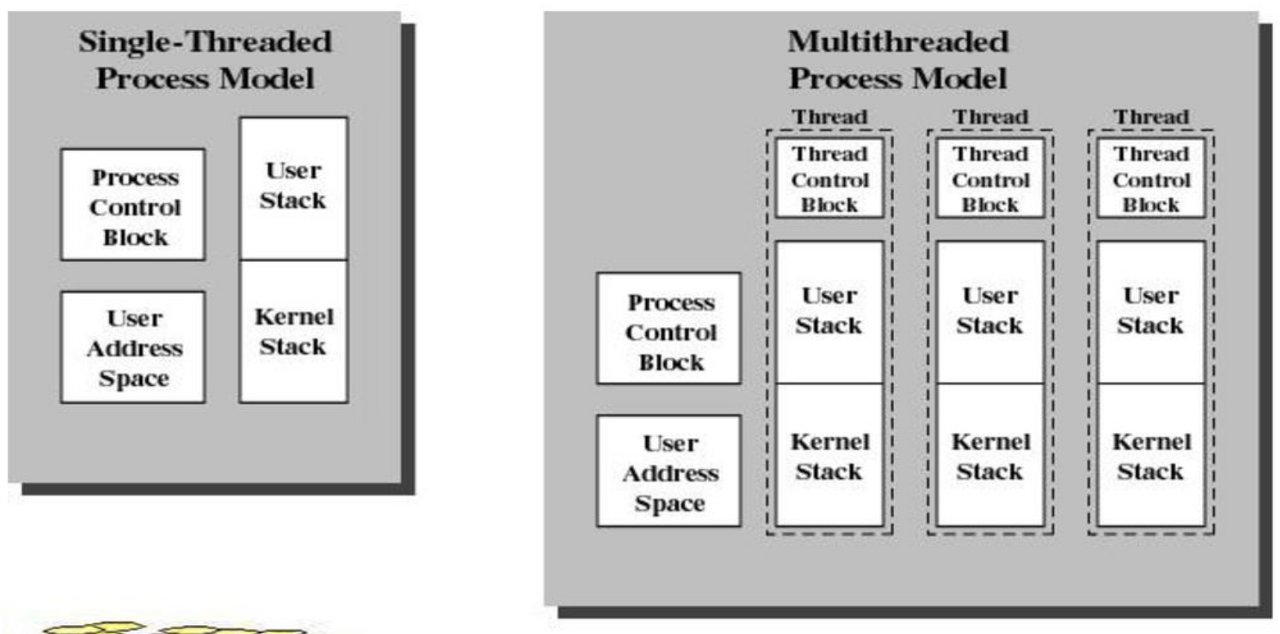 Single-Threaded
Process Model
Process
Control
Block
User
Stack
User
Address
Space
Kernel
Stack
Multithreaded
Process Model
Process
Control
Block
User
Address
Space
Thread
Thread
Control
Block
User
Stack
Kernel
Stack
Thread
Thread
Control
Block
User
Stack
Kernel
Stack
Thread
Thread
Control
Block
User
Stack
Kernel
Stack